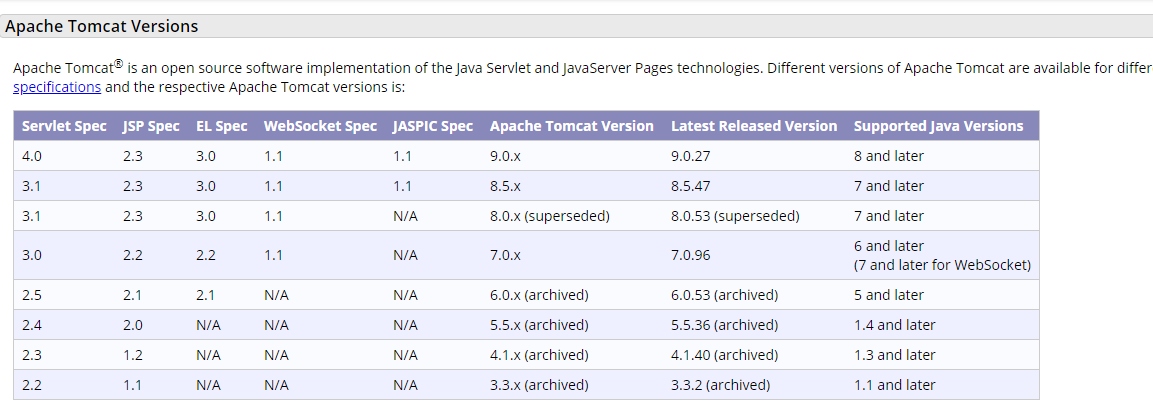 Apache Tomcat Versions
Apache Tomcat® is an open source software implementation of the Java Servlet and JavaServer Pages technologies. Different versions of Apache Tomcat are available for differ
specifications and the respective Apache Tomcat versions is:
Servlet Spec JSP Spec EL Spec WebSocket Spec JASPIC Spec Apache Tomcat Version Latest Released Version Supported Java Versions
4.0 2.3 3.0 1.1 1.1 9.0.x 9.0.27 8 and later
3.1 2.3 3.0 1.1 1.1 8.5.x 8.5.47 7 and later
3.1 2.3 3.0 1.1 N/A 8.0.x (superseded) 8.0.53 (superseded) 7 and later
3.0 2.2 2.2 1.1 N/A 7.0.x 7.0.96 6 and later
(7 and later for WebSocket)
2.5 2.1 2.1 N/A N/A 6.0.x (archived) 6.0.53 (archived) 5 and later
2.4 2.0 N/A N/A N/A 5.5.x (archived) 5.5.36 (archived) 1.4 and later
2.3 1.2 N/A N/A N/A 4.1.x (archived) 4.1.40 (archived) 1.3 and later
2.2 1.1 N/A N/A N/A 3.3.x (archived) 3.3.2 (archived) 1.1 and later